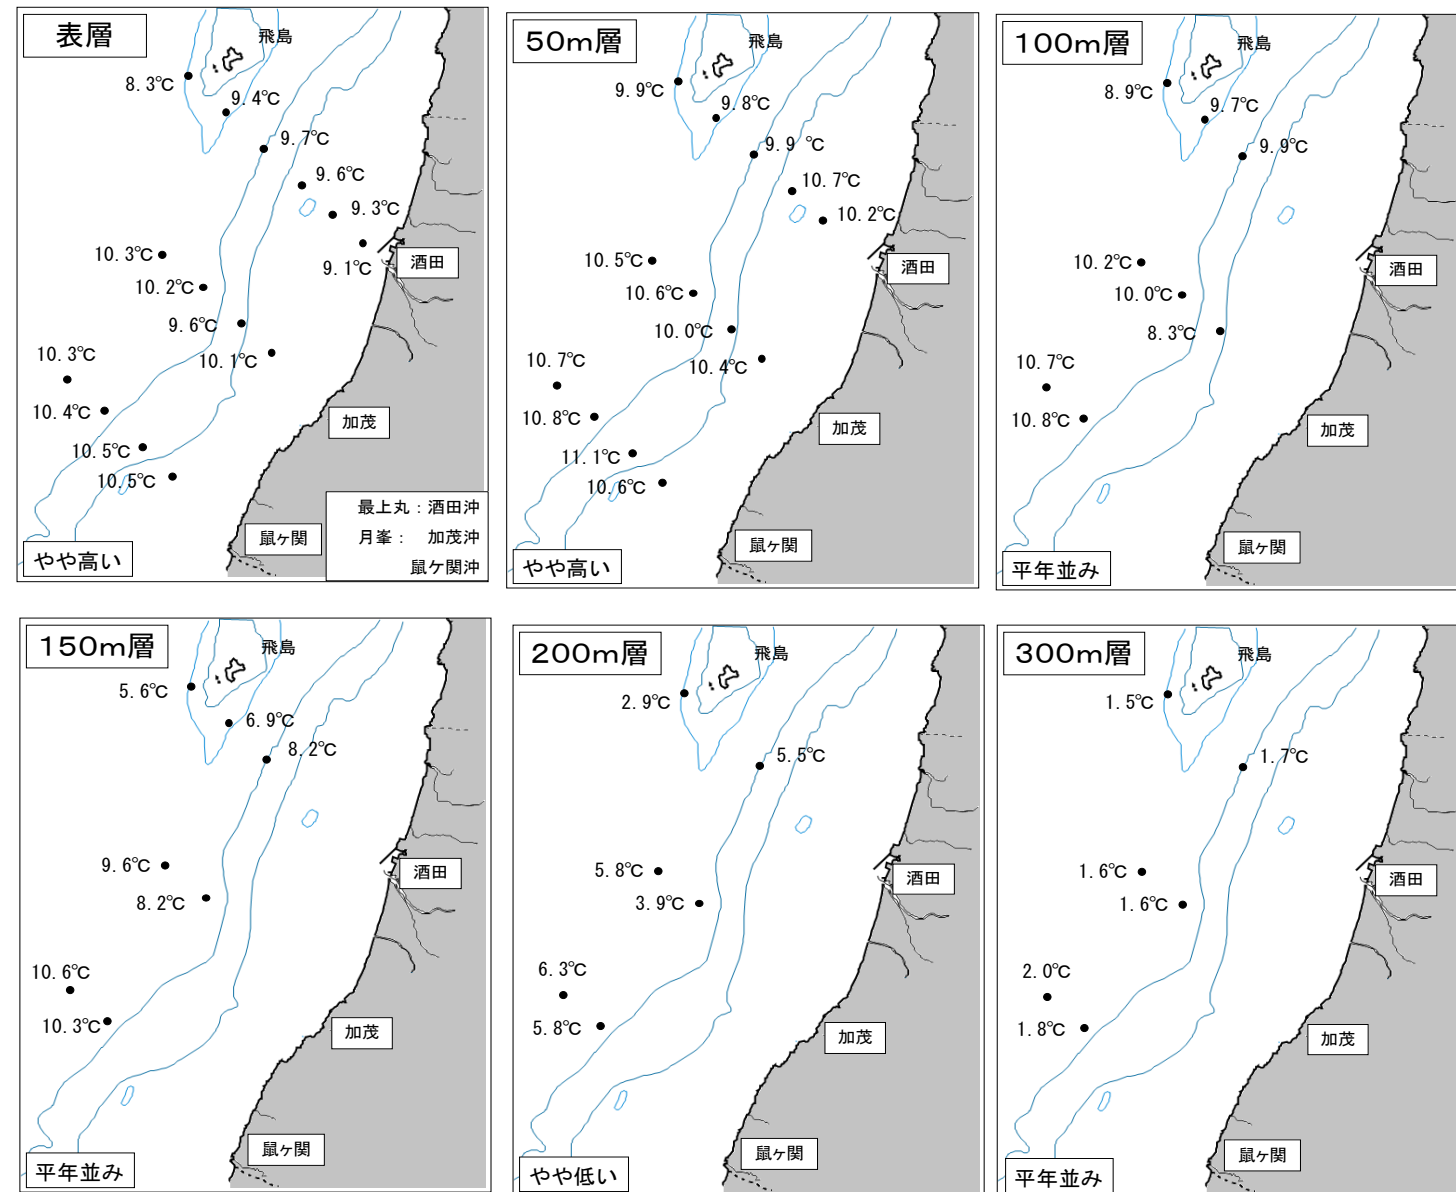 表層
飛島
8.3℃
9.4℃
9.7℃
9.6℃
9.3℃
9.1℃
酒田
10.3℃
10.2℃
9.6℃
10.1℃
10.3℃
10.4℃
10.5℃
10.5℃
加茂
鼠ヶ関
最上丸：酒田沖
月峯：　加茂沖
鼠ケ関沖
やや高い
50m層
飛島
9.9℃
9.8℃
9.9 ℃
10.7℃
10.2℃
酒田
10.5℃
10.6℃
10.0℃
10.4℃
10.7℃
10.8℃
11.1℃
10.6℃
加茂
鼠ヶ関
やや高い
100m層
飛島
8.9℃
9.7℃
9.9℃
酒田
10.2℃
10.0℃
8.3℃
10.7℃
10.8℃
加茂
鼠ヶ関
平年並み
150m層
飛島
5.6℃
6.9℃
8.2℃
9.6℃
酒田
8.2℃
10.6℃
10.3℃
加茂
鼠ヶ関
平年並み
200m層
飛島
2.9℃
5.5℃
5.8℃
酒田
3.9℃
6.3℃
5.8℃
加茂
鼠ヶ関
やや低い
300m層
飛島
1.5℃
1.7℃
1.6℃
酒田
1.6℃
2.0℃
1.8℃
加茂
鼠ヶ関
平年並み